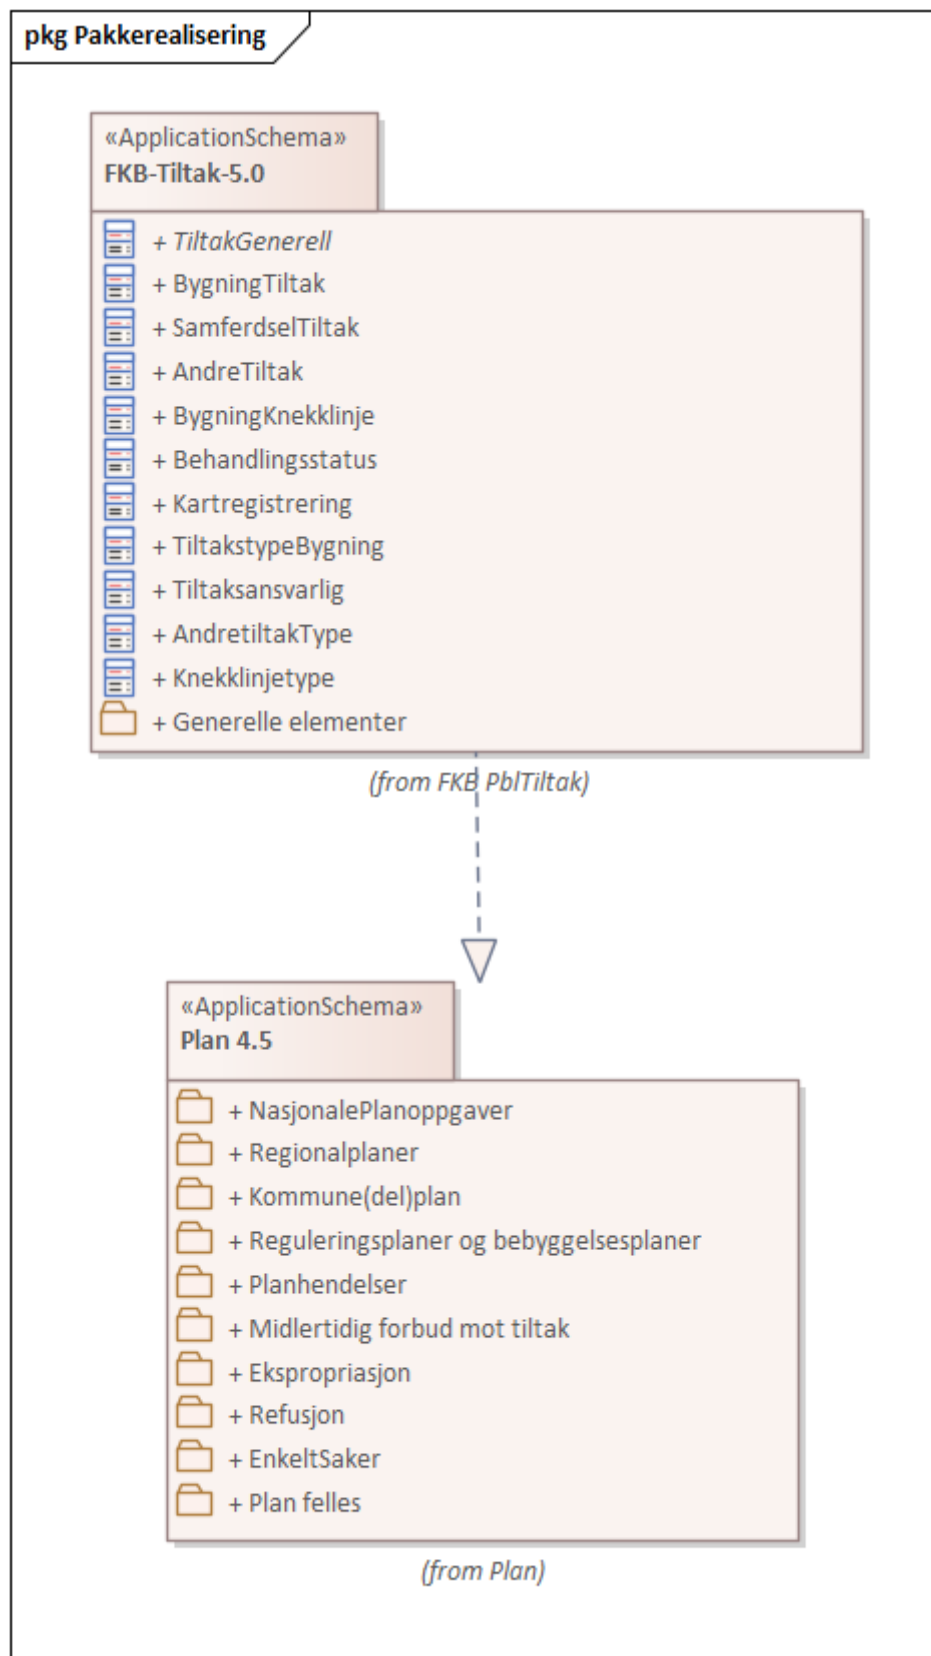 pkg Pakkerealisering
«ApplicationSchema»
FKB-Tiltak-5.0
+ TiltakGenerell
+ BygningTiltak
+ SamferdselTiltak
+ AndreTiltak
+ BygningKnekklinje
+ Behandlingsstatus
+ Kartregistrering
+ TiltakstypeBygning
+ Tiltaksansvarlig
+ AndretiltakType
+ Knekklinjetype
+ Generelle elementer
(from FKB PblTiltak)
«ApplicationSchema»
Plan 4.5
+ NasjonalePlanoppgaver
+ Regionalplaner
+ Kommune(del)plan
+ Reguleringsplaner og bebyggelsesplaner
+ Planhendelser
+ Midlertidig forbud mot tiltak
+ Ekspropriasjon
+ Refusjon
+ EnkeltSaker
+ Plan felles
(from Plan)